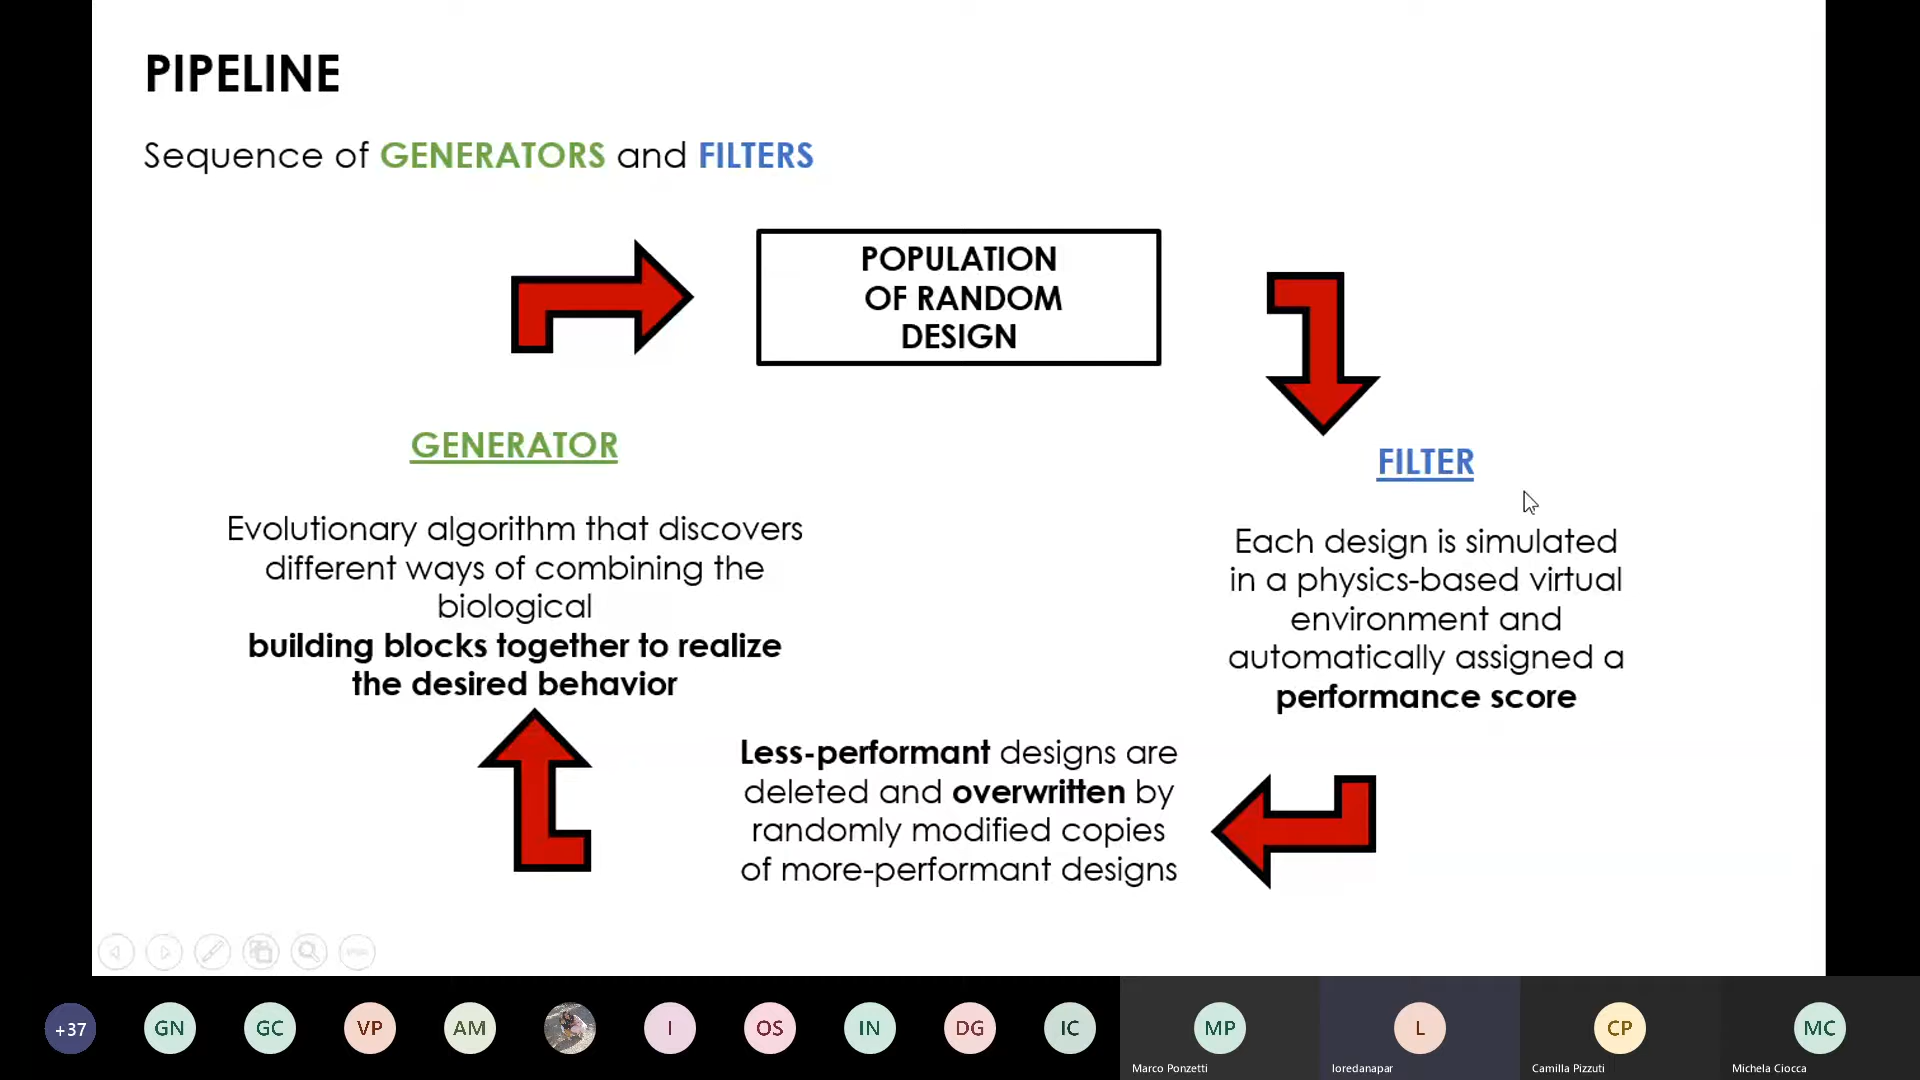 PIPELINE
Sequence of GENERATORS and FILTERS
POPULATION
OF RANDOM
DESIGN
GENERATOR
Evolutionary algorithm that discovers
different ways of combining the
biological
building blocks together to realize
the desired behavior
FILTER
Each design is simulated
in a physics-based virtual
environment and
automatically assigned a
performance score
Less-performant designs are
deleted and overwritten by
randomly modified copies
of more-performant designs
+37
GN
GC
VP
AM
I
OS
IN
DG
IC
MP
L
CP
MC
Marco Ponzetti
loredanapar
Camilla Pizzuti
Michela Ciocca